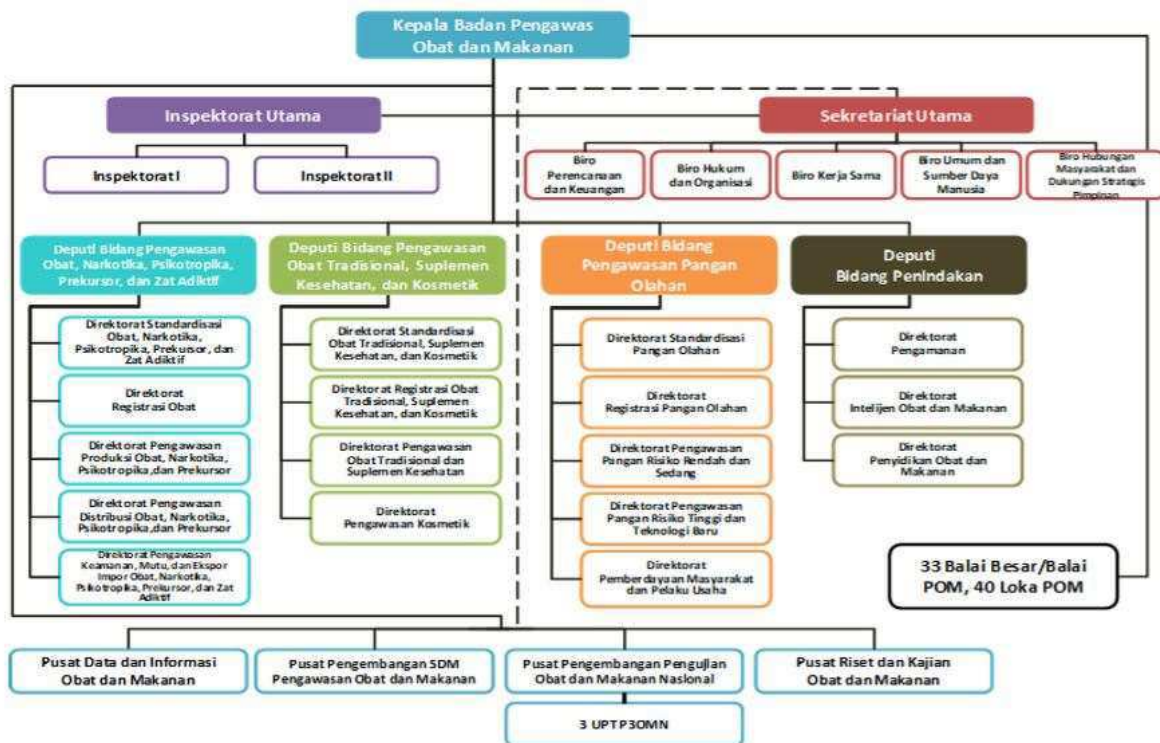 Kepala Badan Pengawas
Obat dan Makanan
Inspektorat Utama
Sekretariat Utama
Inspektorat I
Inspektorat II
Biro
Perencanaan
dan Keuangan
Biro Hukum
dan Organisasi
Biro Kerja Sama
Biro Umum dan
Sumber Daya
Manusia
Biro Hubungan
Masyarakat dan
Dukungan Strategis
Pimpinan
Deputi Bidang Pengawasan
Obat, Narkotika, Psikotropika,
Prekursor, dan Zat Adiktif
Deputi Bidang Pengawasan
Obat Tradisional, Suplemen
Kesehatan, dan Kosmetik
Deputi Bidang
Pengawasan Pangan
Olahan
Deputi
Bidang Penindakan
Direktorat Standardisasi
Obat, Narkotika,
Psikotropika, Prekursor, dan
Zat Adiktif
Direktorat
Registrasi Obat
Direktorat Pengawasan
Produksi Obat, Narkotika,
Psikotropika,dan Prekursor
Direktorat Pengawasan
Distribusi Obat, Narkotika,
Psikotropika,dan Prekursor
Direktorat Pengawasan
Keamanan, Mutu, dan Ekspor
Impor Obat, Narkotika,
Psikotropika, Prekursor, dan Zat
Adiktif
Direktorat Standardisasi
Obat Tradisional, Suplemen
Kesehatan, dan Kosmetik
Direktorat Registrasi Obat
Tradisional, Suplemen
Kesehatan, dan Kosmetik
Direktorat Pengawasan
Obat Tradisional dan
Suplemen Kesehatan
Direktorat
Pengawasan Kosmetik
Direktorat Standardisasi
Pangan Olahan
Direktorat
Registrasi Pangan Olahan
Direktorat Pengawasan
Pangan Risiko Rendah dan
Sedang
Direktorat Pengawasan
Pangan Risiko Tinggi dan
Teknologi Baru
Direktorat
Pemberdayaan Masyarakat
dan Pelaku Usaha
Direktorat
Pengamanan
Direktorat
Intelijen Obat dan Makanan
Direktorat
Penyidikan Obat dan
Makanan
33 Balai Besar/Balai
POM, 40 Loka POM
Pusat Data dan Informasi
Obat dan Makanan
Pusat Pengembangan SDM
Pengawasan Obat dan Makanan
Pusat Pengembangan Pengujian
Obat dan Makanan Nasional
Pusat Riset dan Kajian
Obat dan Makanan
3 UPT P3OMN